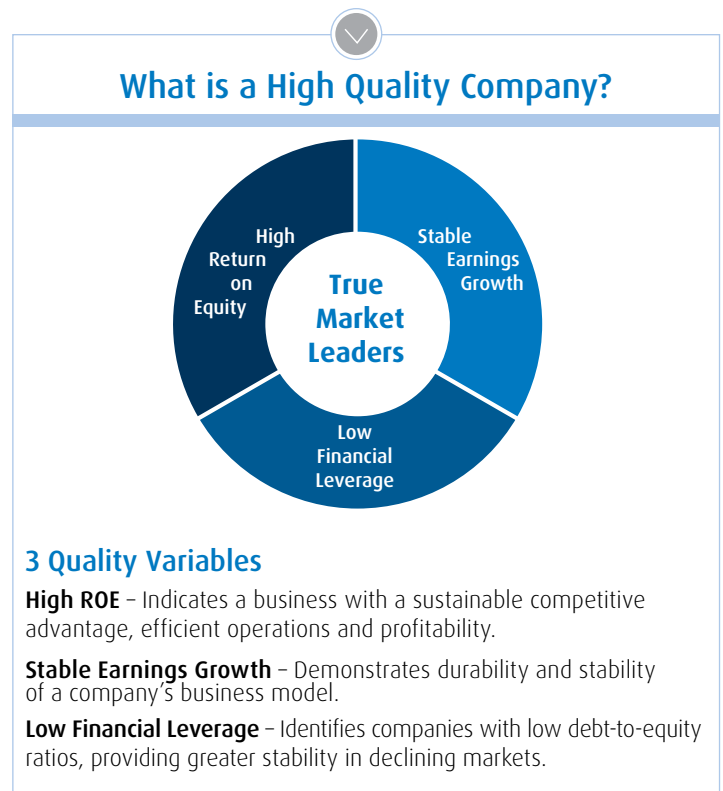 What is a High Quality Company?
High
Return
on
Equity
Stable
Earnings
Growth
True
Market
Leaders
Low
Financial
Leverage
3 Quality Variables
High ROE – Indicates a business with a sustainable competitive
advantage, efficient operations and profitability.
Stable Earnings Growth – Demonstrates durability and stability
of a company's business model.
Low Financial Leverage – Identifies companies with low debt-to-equity
ratios, providing greater stability in declining markets.